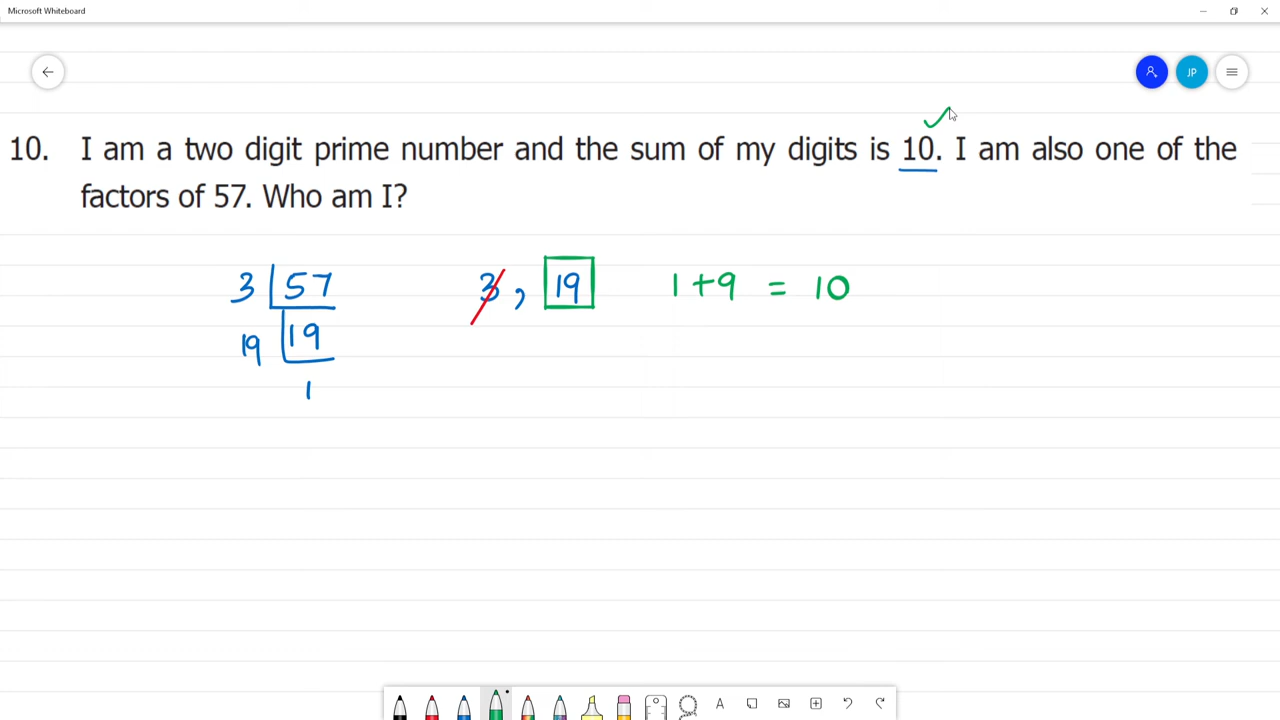 Microsoft Whiteboard
JP
10. I am a two digit prime number and the sum of my digits is 10. I am also one of the
factors of 57. Who am I?
3 57 3, 19 1+9 = 10
19 19
1
A